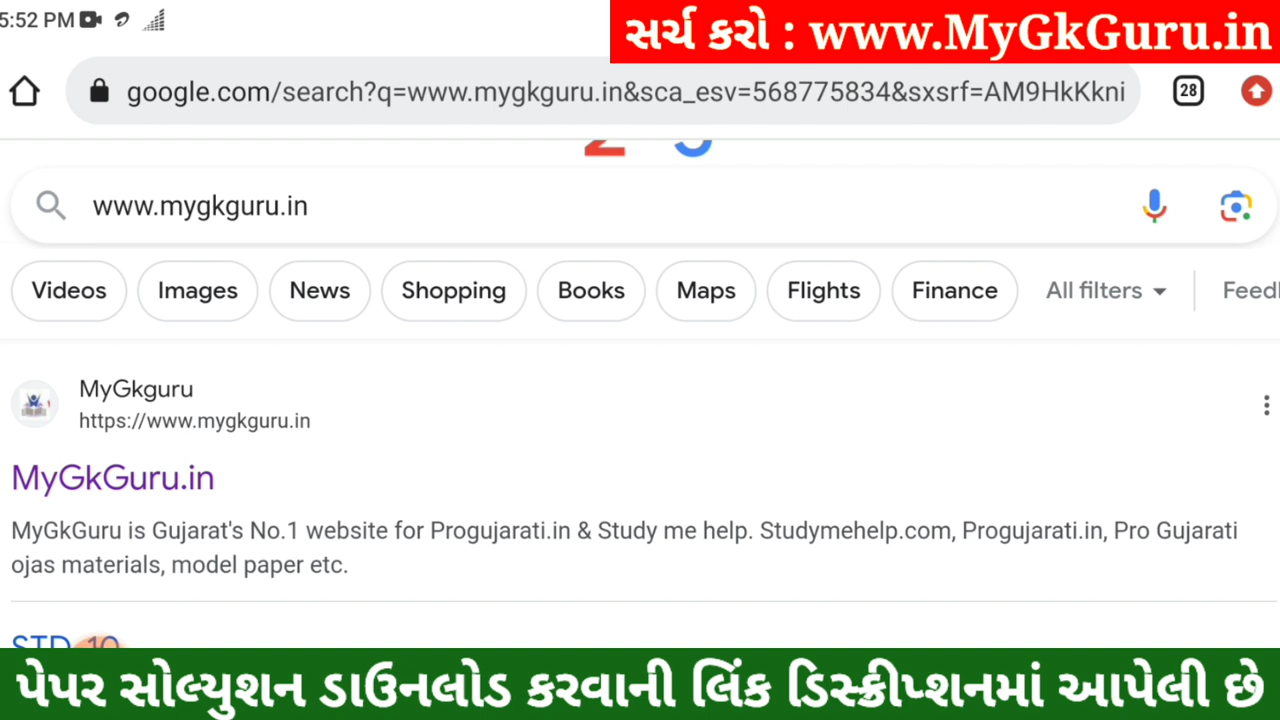 5:52 PM
સર્ચ કરો : www.MyGkGuru.in
google.com/search?q=www.mygkguru.in&sca_esv=568775834&sxsrf=AM9HkKkni
28
www.mygkguru.in
Videos Images News Shopping Books Maps Flights Finance All filters
MyGkguru
https://www.mygkguru.in
MyGkGuru.in
MyGkGuru is Gujarat's No.1 website for Progujarati.in & Study me help. Studymehelp.com, Progujarati.in, Pro Gujarati
ojas materials, model paper etc.
STD 10
પેપર સોલ્યુશન ડાઉનલોડ કરવાની લિંક ડિસ્ક્રીપ્શનમાં આપેલી છે